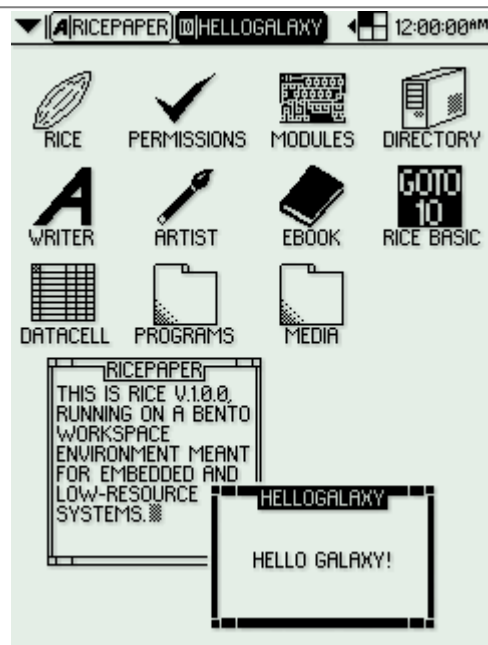 RICEPAPER HELLOGALAXY 12:00:00AM
RICE PERMISSIONS MODULES DIRECTORY
A WRITER ARTIST EBOOK GOTO 10 RICE BASIC
DATACELL PROGRAMS MEDIA
RICEPAPER
THIS IS RICE V.1.0.0,
RUNNING ON A BENTO
WORKSPACE
ENVIRONMENT MEANT
FOR EMBEDDED AND
LOW-RESOURCE
SYSTEMS.
HELLOGALAXY
HELLO GALAXY!